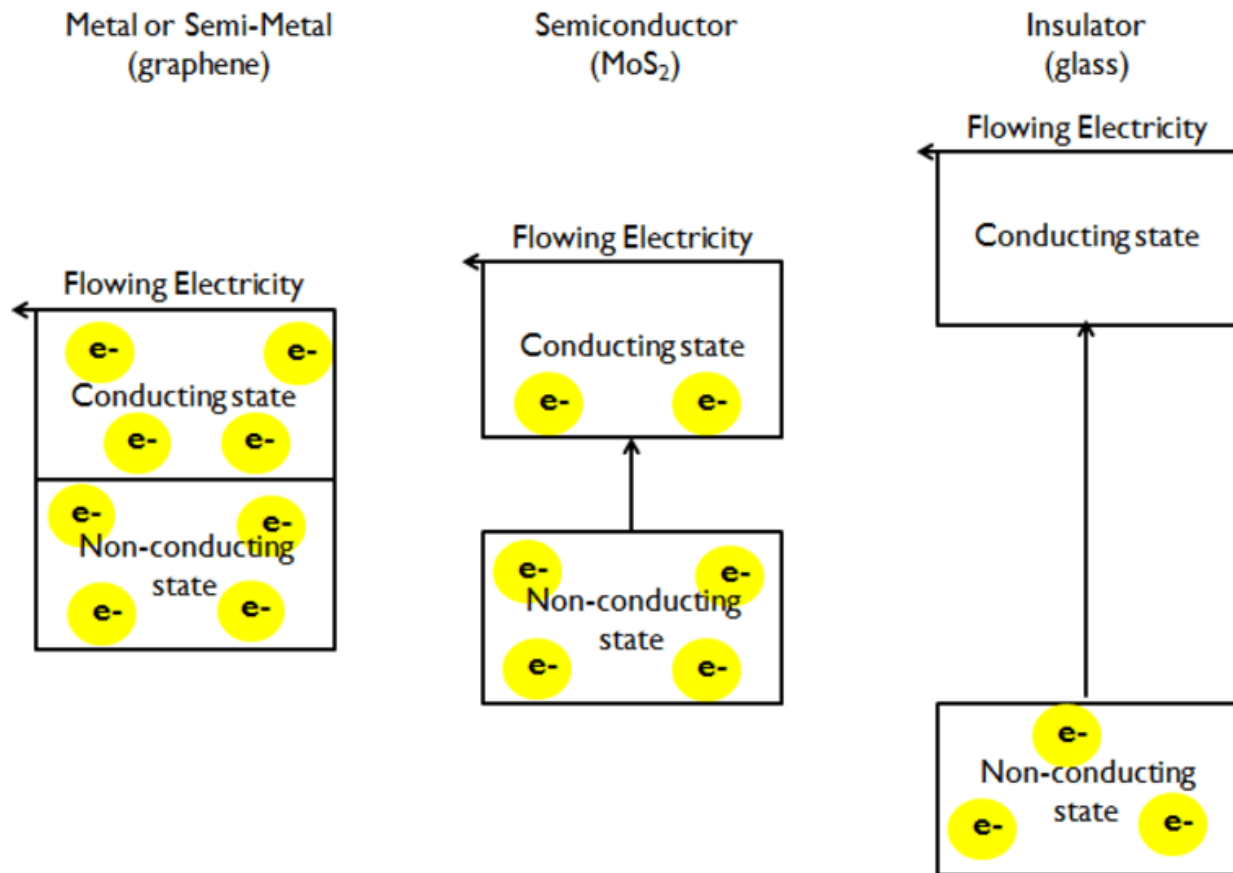 Metal or Semi-Metal
(graphene)
Flowing Electricity
e-
e-
Conducting state
e-
e-
e-
e-
Non-conducting
state
e-
e-
Semiconductor
(MoS₂)
Flowing Electricity
Conducting state
e-
e-
e-
e-
Non-conducting
state
e-
e-
Insulator
(glass)
Flowing Electricity
Conducting state
e-
Non-conducting
state
e-
e-